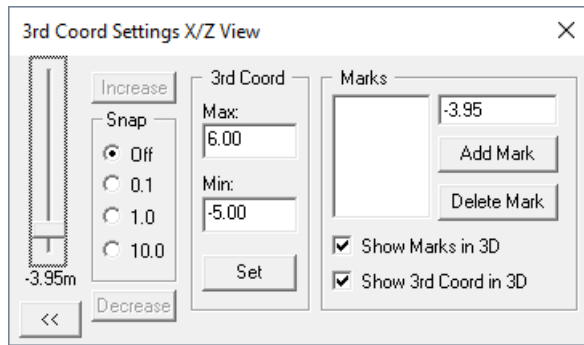 3rd Coord Settings X/Z View
Increase
Snap
Off
0.1
1.0
10.0
Decrease
-3.95m
<<
3rd Coord
Max:
6.00
Min:
-5.00
Set
Marks
-3.95
Add Mark
Delete Mark
Show Marks in 3D
Show 3rd Coord in 3D